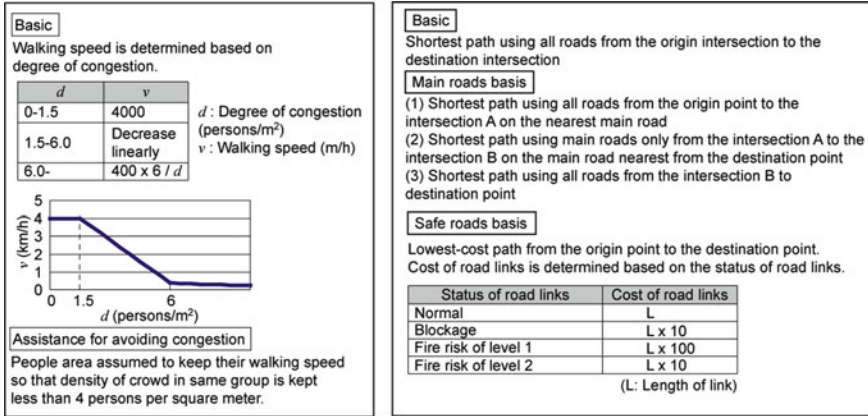 Basic
Walking speed is determined based on
degree of congestion.
d v
0-1.5 4000
1.5-6.0 Decrease
linearly
6.0- 400 x 6 / d
d : Degree of congestion
(persons/m²)
v : Walking speed (m/h)
5
4
3
2
1
0
v (km/h)
0 1.5 6
d (persons/m²)
Assistance for avoiding congestion
People area assumed to keep their walking speed
so that density of crowd in same group is kept
less than 4 persons per square meter.
Basic
Shortest path using all roads from the origin intersection to the
destination intersection
Main roads basis
(1) Shortest path using all roads from the origin point to the
intersection A on the nearest main road
(2) Shortest path using main roads only from the intersection A to the
intersection B on the main road nearest from the destination point
(3) Shortest path using all roads from the intersection B to
destination point
Safe roads basis
Lowest-cost path from the origin point to the destination point.
Cost of road links is determined based on the status of road links.
Status of road links Cost of road links
Normal L
Blockage L x 10
Fire risk of level 1 L x 100
Fire risk of level 2 L x 10
(L: Length of link)